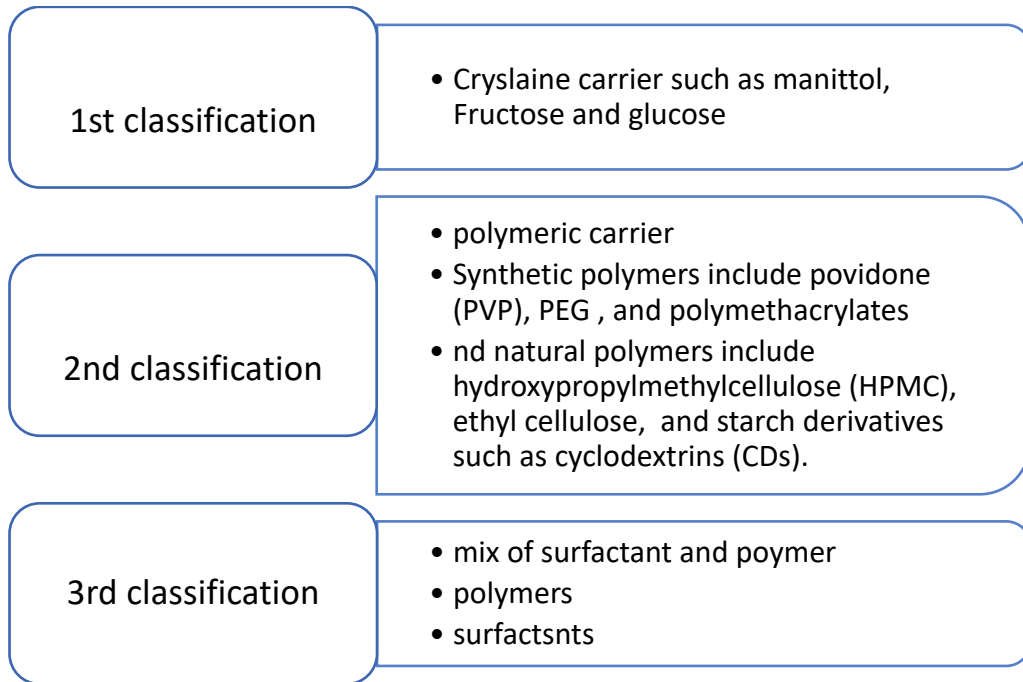 1st classification
• Cryslaine carrier such as manittol,
Fructose and glucose
2nd classification
• polymeric carrier
• Synthetic polymers include povidone
(PVP), PEG , and polymethacrylates
• nd natural polymers include
hydroxypropylmethylcellulose (HPMC),
ethyl cellulose, and starch derivatives
such as cyclodextrins (CDs).
3rd classification
• mix of surfactant and poymer
• polymers
• surfactsnts